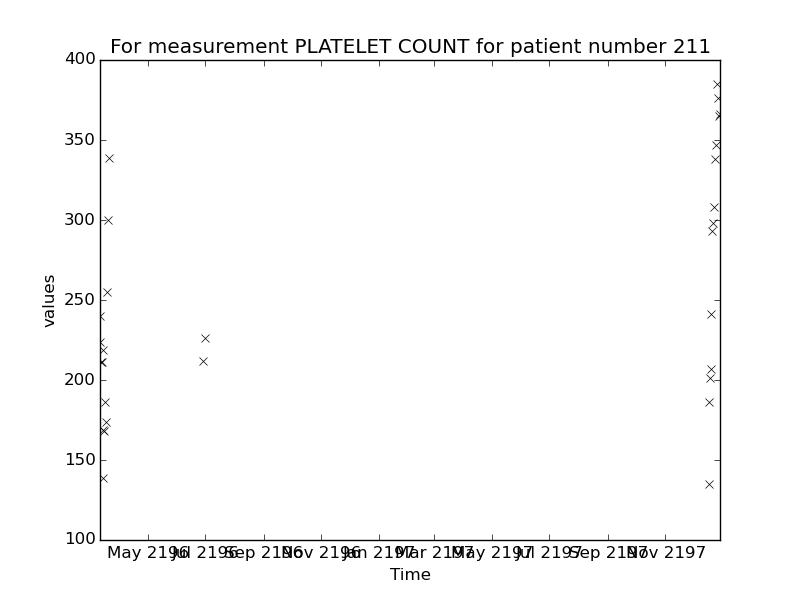 For measurement PLATELET COUNT for patient number 211
400
350
300
250
200
150
100
values
May 2196 Jul 2196 Sep 2196 Nov 2196 Jan 2197 Mar 2197 May 2197 Jul 2197 Sep 2197 Nov 2197
Time